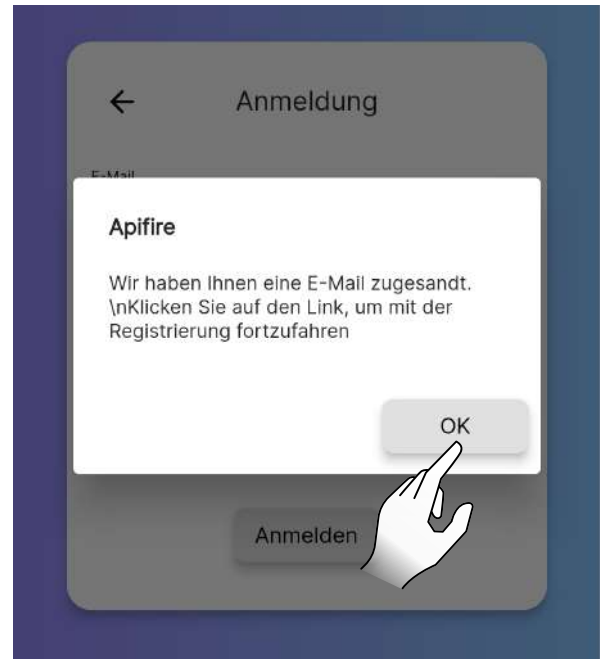 Anmeldung
E-Mail
Apifire
Wir haben Ihnen eine E-Mail zugesandt.
\nKlicken Sie auf den Link, um mit der
Registrierung fortzufahren
OK
Anmelden